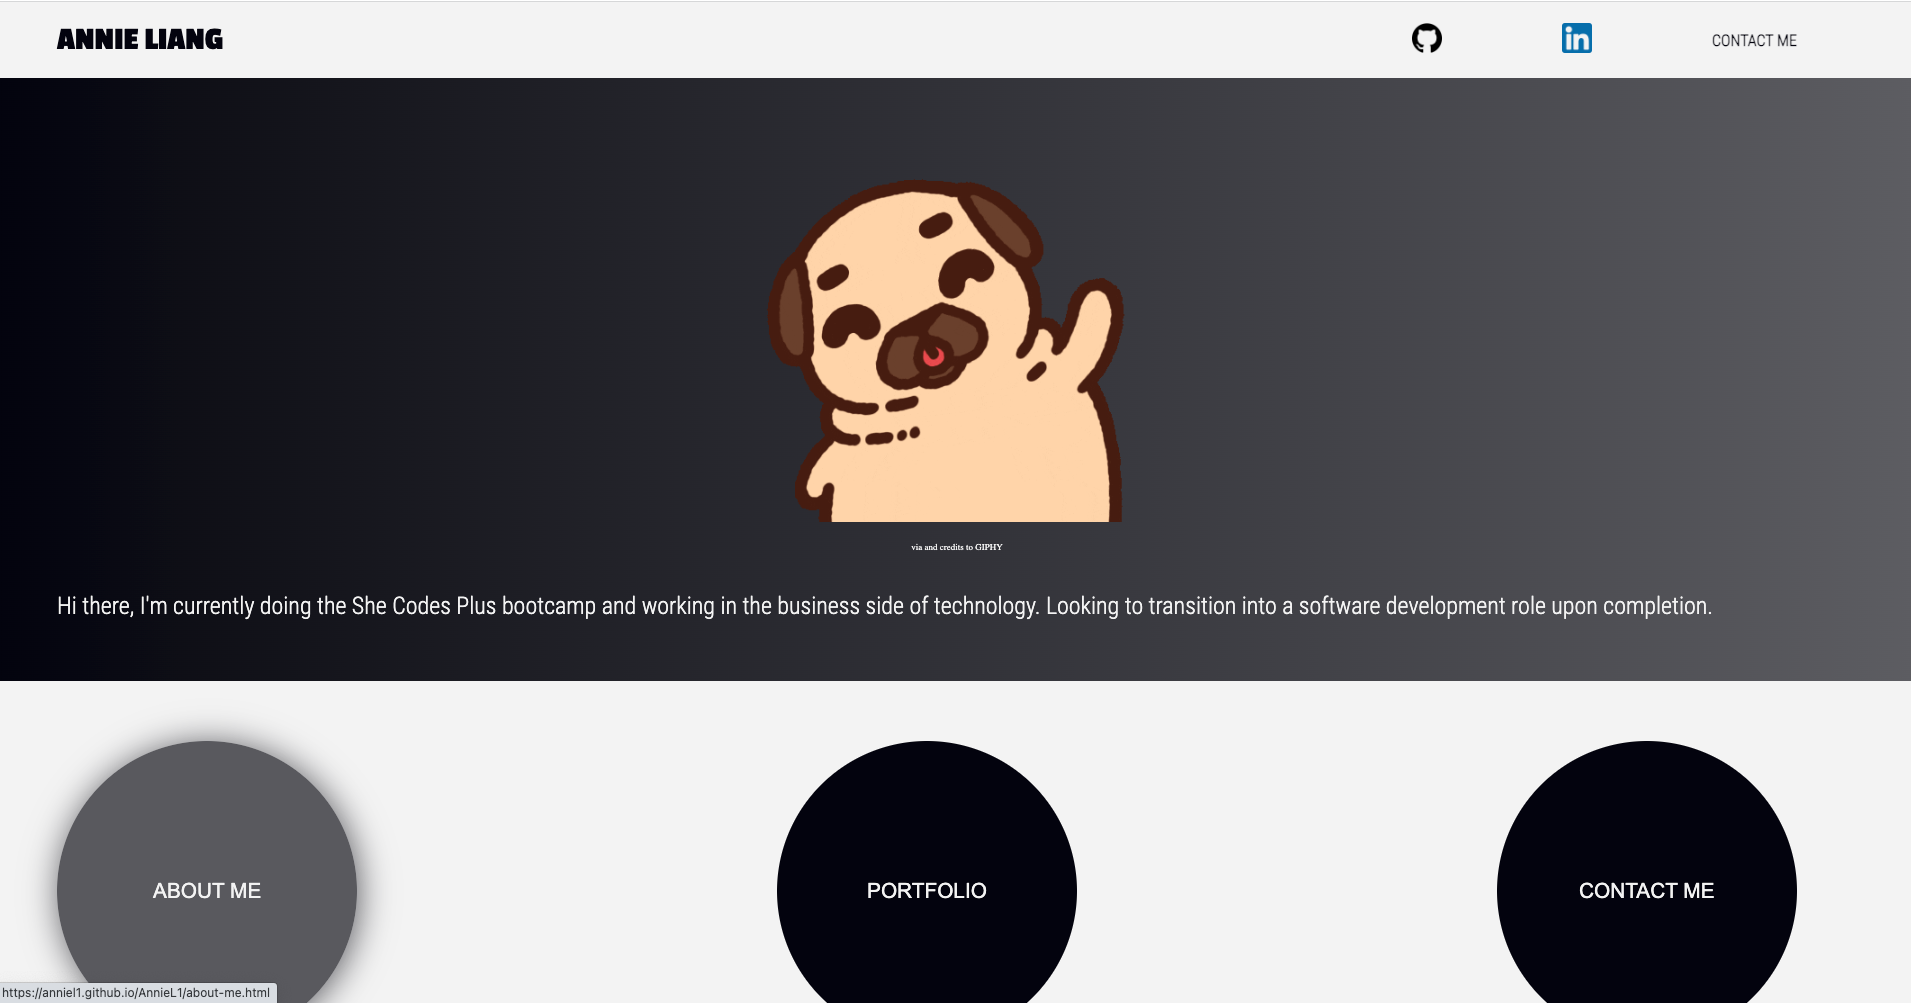 ANNIE LIANG
in
CONTACT ME
via and credits to GIPHY
Hi there, I'm currently doing the She Codes Plus bootcamp and working in the business side of technology. Looking to transition into a software development role upon completion.
ABOUT ME
PORTFOLIO
CONTACT ME
https://anniel1.github.io/AnnieL1/about-me.html